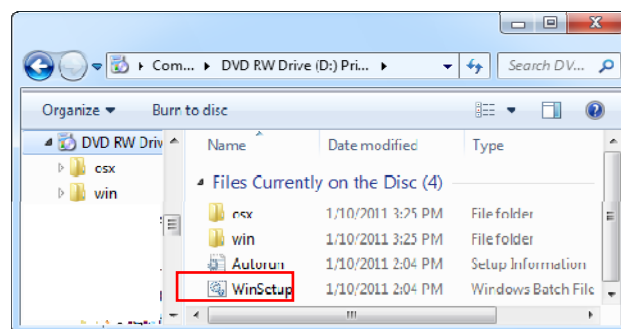 Com... DVD RW Drive (D:) Pri... Search DV...
Organize Burn to disc
DVD RW Driv
osx
win
Name Date modified Type
Files Currently on the Disc (4)
osx 1/10/2011 3:25 PM File folder
win 1/10/2011 3:25 PM File folder
Autorun 1/10/2011 2:04 PM Setup Information
WinSetup 1/10/2011 2:04 PM Windows Batch File